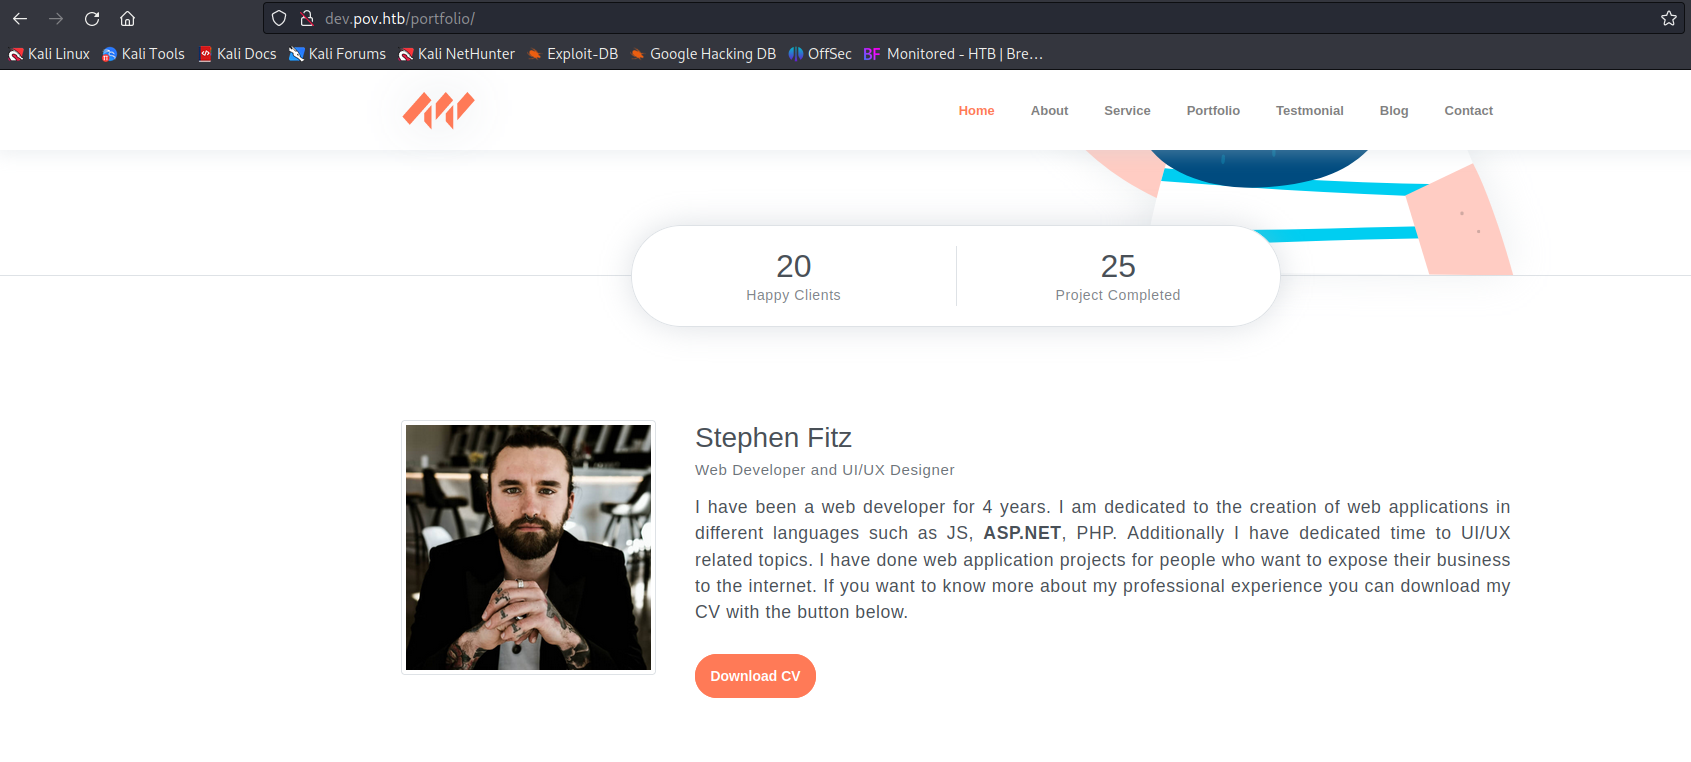 dev.pov.htb/portfolio/
Kali Linux Kali Tools Kali Docs Kali Forums Kali NetHunter Exploit-DB Google Hacking DB OffSec BF Monitored - HTB | Bre...
Home About Service Portfolio Testmonial Blog Contact
20 25
Happy Clients Project Completed
Stephen Fitz
Web Developer and UI/UX Designer
I have been a web developer for 4 years. I am dedicated to the creation of web applications in
different languages such as JS, ASP.NET, PHP. Additionally I have dedicated time to UI/UX
related topics. I have done web application projects for people who want to expose their business
to the internet. If you want to know more about my professional experience you can download my
CV with the button below.
Download CV